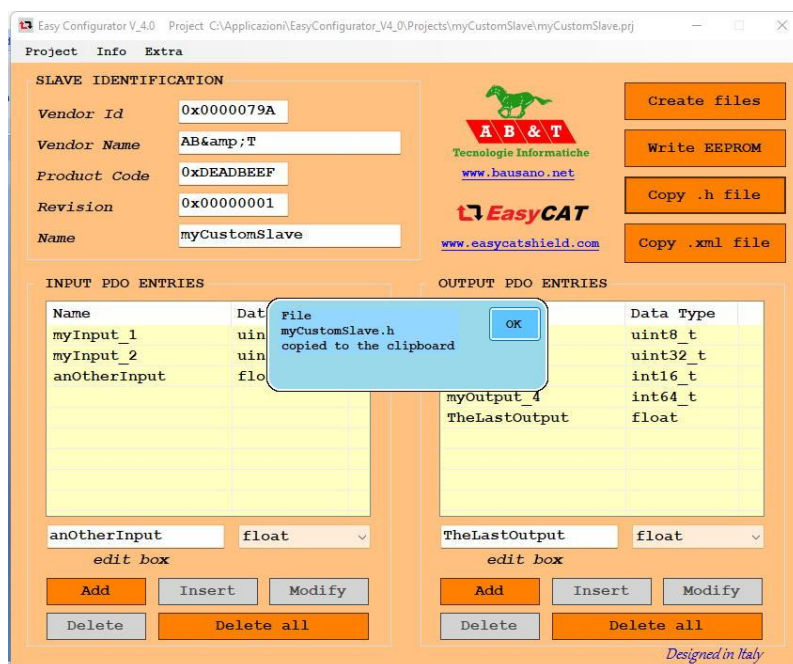 Easy Configurator V_4.0 Project C:\Applicazioni\EasyConfigurator_V4_0\Projects\myCustomSlave\myCustomSlave.prj
Project Info Extra
SLAVE IDENTIFICATION
Vendor Id 0x0000079A
Vendor Name AB&amp;T
Product Code 0xDEADBEEF
Revision 0x00000001
Name myCustomSlave
AB&T
Tecnologie Informatiche
www.bausano.net
EasyCAT
www.easycatshield.com
Create files
Write EEPROM
Copy .h file
Copy .xml file
INPUT PDO ENTRIES
Name Dat
myInput_1 uin
myInput_2 uin
anOtherInput flo
File
myCustomSlave.h
copied to the clipboard
OK
OUTPUT PDO ENTRIES
Data Type
uint8_t
uint32_t
int16_t
myOutput_4 int64_t
TheLastOutput float
anOtherInput float
edit box
Add Insert Modify
Delete Delete all
TheLastOutput float
edit box
Add Insert Modify
Delete Delete all
Designed in Italy